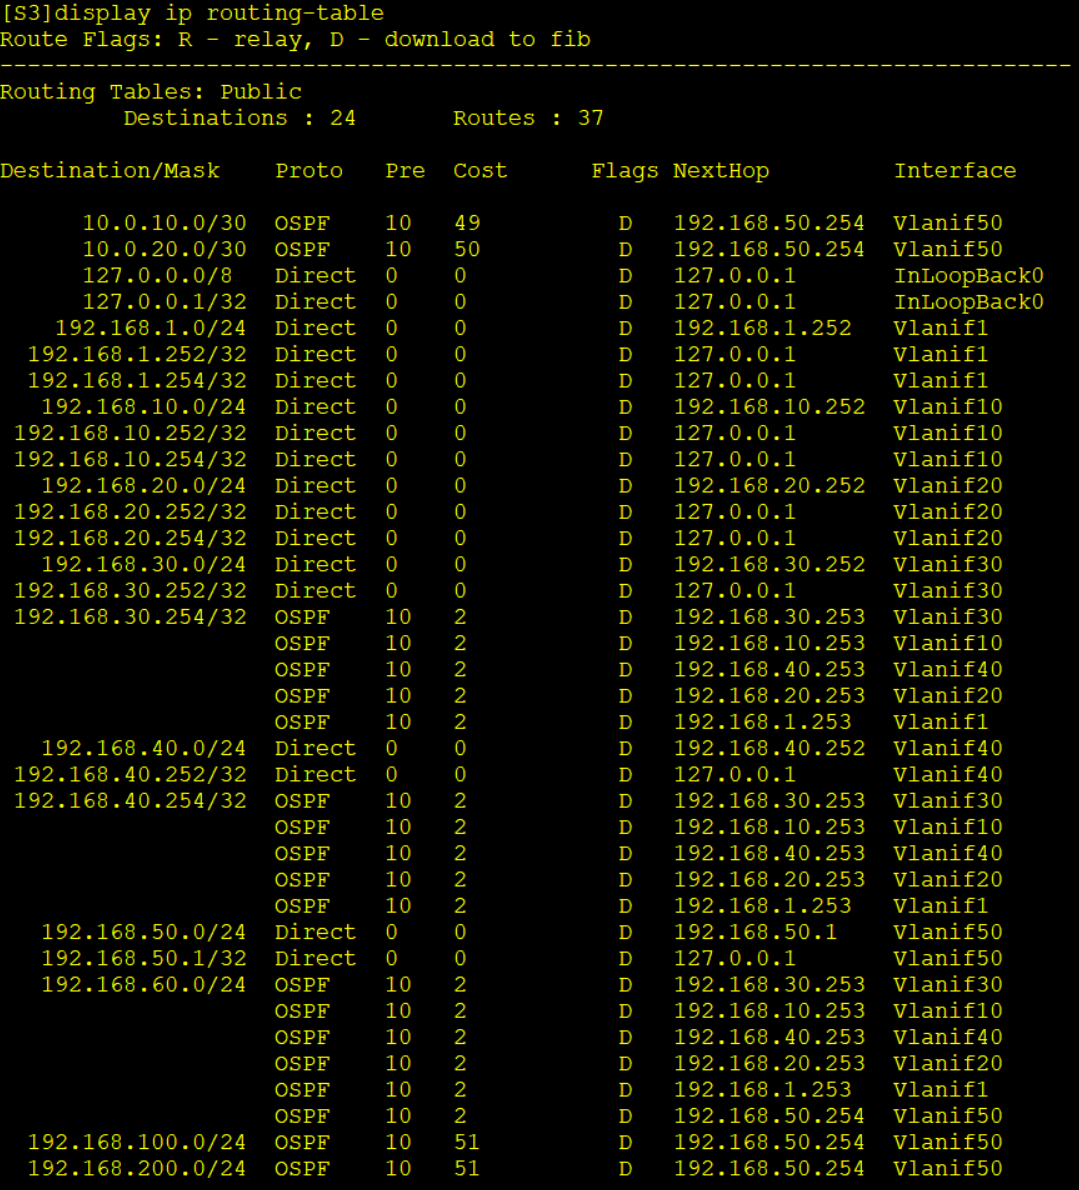 [S3]display ip routing-table
Route Flags: R - relay, D - download to fib
------------------------------------------------------------------------------
Routing Tables: Public
         Destinations : 24       Routes : 37

Destination/Mask    Proto   Pre  Cost      Flags NextHop         Interface

      10.0.10.0/30  OSPF    10   49          D   192.168.50.254  Vlanif50
      10.0.20.0/30  OSPF    10   50          D   192.168.50.254  Vlanif50
      127.0.0.0/8   Direct  0    0           D   127.0.0.1       InLoopBack0
      127.0.0.1/32  Direct  0    0           D   127.0.0.1       InLoopBack0
    192.168.1.0/24  Direct  0    0           D   192.168.1.252   Vlanif1
  192.168.1.252/32  Direct  0    0           D   127.0.0.1       Vlanif1
  192.168.1.254/32  Direct  0    0           D   127.0.0.1       Vlanif1
   192.168.10.0/24  Direct  0    0           D   192.168.10.252  Vlanif10
 192.168.10.252/32  Direct  0    0           D   127.0.0.1       Vlanif10
 192.168.10.254/32  Direct  0    0           D   127.0.0.1       Vlanif10
   192.168.20.0/24  Direct  0    0           D   192.168.20.252  Vlanif20
 192.168.20.252/32  Direct  0    0           D   127.0.0.1       Vlanif20
 192.168.20.254/32  Direct  0    0           D   127.0.0.1       Vlanif20
   192.168.30.0/24  Direct  0    0           D   192.168.30.252  Vlanif30
 192.168.30.252/32  Direct  0    0           D   127.0.0.1       Vlanif30
 192.168.30.254/32  OSPF    10   2           D   192.168.30.253  Vlanif30
                    OSPF    10   2           D   192.168.10.253  Vlanif10
                    OSPF    10   2           D   192.168.40.253  Vlanif40
                    OSPF    10   2           D   192.168.20.253  Vlanif20
                    OSPF    10   2           D   192.168.1.253   Vlanif1
   192.168.40.0/24  Direct  0    0           D   192.168.40.252  Vlanif40
 192.168.40.252/32  Direct  0    0           D   127.0.0.1       Vlanif40
 192.168.40.254/32  OSPF    10   2           D   192.168.30.253  Vlanif30
                    OSPF    10   2           D   192.168.10.253  Vlanif10
                    OSPF    10   2           D   192.168.40.253  Vlanif40
                    OSPF    10   2           D   192.168.20.253  Vlanif20
                    OSPF    10   2           D   192.168.1.253   Vlanif1
   192.168.50.0/24  Direct  0    0           D   192.168.50.1    Vlanif50
   192.168.50.1/32  Direct  0    0           D   127.0.0.1       Vlanif50
   192.168.60.0/24  OSPF    10   2           D   192.168.30.253  Vlanif30
                    OSPF    10   2           D   192.168.10.253  Vlanif10
                    OSPF    10   2           D   192.168.40.253  Vlanif40
                    OSPF    10   2           D   192.168.20.253  Vlanif20
                    OSPF    10   2           D   192.168.1.253   Vlanif1
                    OSPF    10   2           D   192.168.50.254  Vlanif50
  192.168.100.0/24  OSPF    10   51          D   192.168.50.254  Vlanif50
  192.168.200.0/24  OSPF    10   51          D   192.168.50.254  Vlanif50